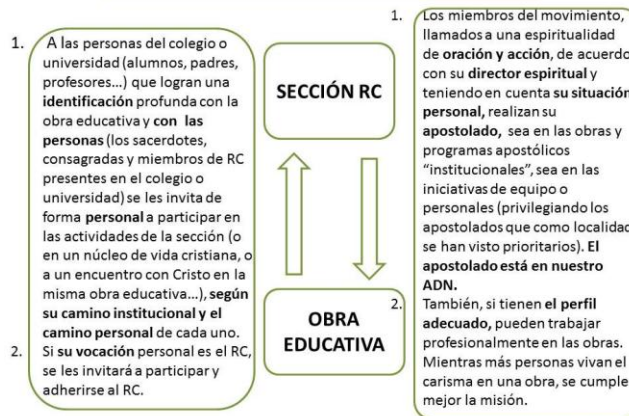 1. A las personas del colegio o
universidad (alumnos, padres,
profesores...) que logran una
identificación profunda con la
obra educativa y con las
personas (los sacerdotes,
consagradas y miembros de RC
presentes en el colegio o
universidad) se les invita de
forma personal a participar en
las actividades de la sección (o
en un núcleo de vida cristiana, o
a un encuentro con Cristo en la
misma obra educativa...), según
su camino institucional y el
camino personal de cada uno.
2. Si su vocación personal es el RC,
se les invitará a participar y
adherirse al RC.
SECCIÓN RC
OBRA
EDUCATIVA
1. Los miembros del movimiento,
llamados a una espiritualidad
de oración y acción, de acuerdo
con su director espiritual y
teniendo en cuenta su situación
personal, realizan su
apostolado, sea en las obras y
programas apostólicos
"institucionales", sea en las
iniciativas de equipo o
personales (privilegiando los
apostolados que como localidad
se han visto prioritarios). El
apostolado está en nuestro
ADN.
2. También, si tienen el perfil
adecuado, pueden trabajar
profesionalmente en las obras.
Mientras más personas vivan el
carisma en una obra, se cumple
mejor la misión.